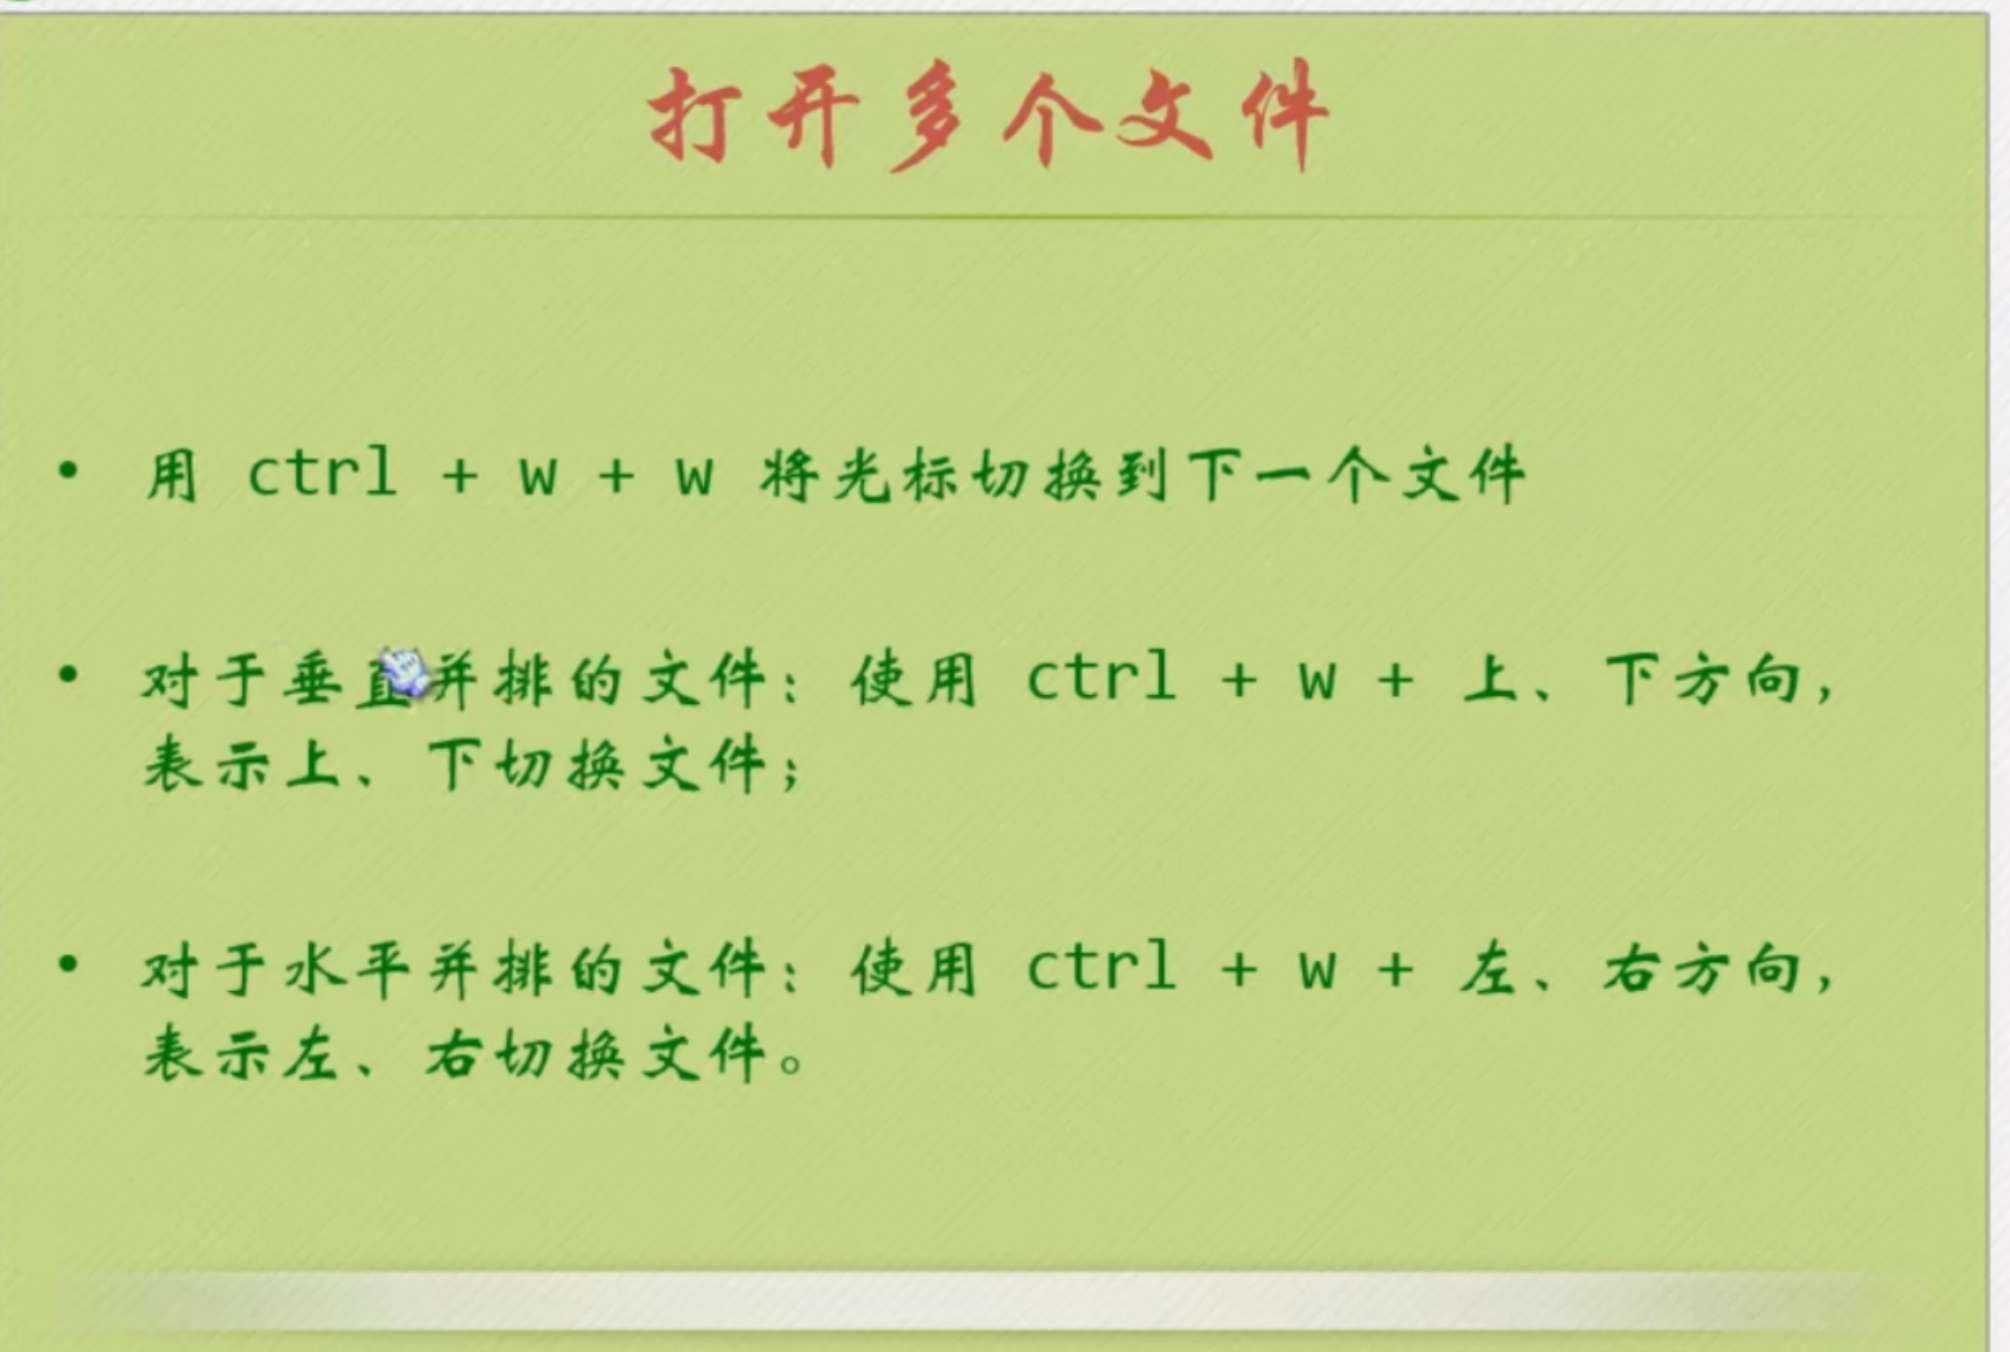 打开多个文件
• 用 ctrl + w + w 将光标切换到下一个文件
• 对于垂直并排的文件：使用 ctrl + w + 上、下方向，
表示上、下切换文件；
• 对于水平并排的文件：使用 ctrl + w + 左、右方向，
表示左、右切换文件。